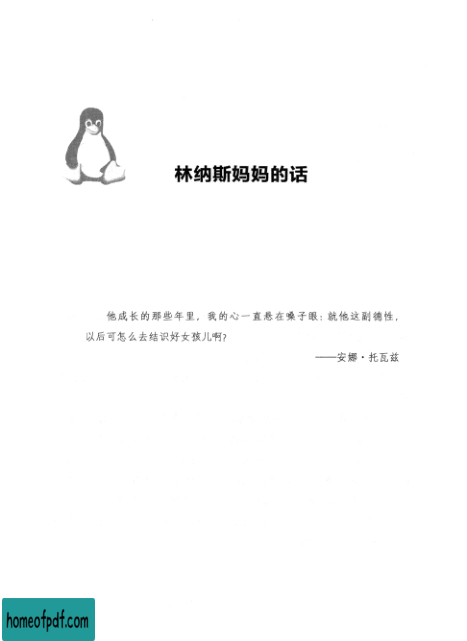 林纳斯妈妈的话
他成长的那些年里，我的心一直悬在嗓子眼：就他这副德性，
以后可怎么去结识好女孩儿啊？
——安娜·托瓦兹
homeofpdf.com